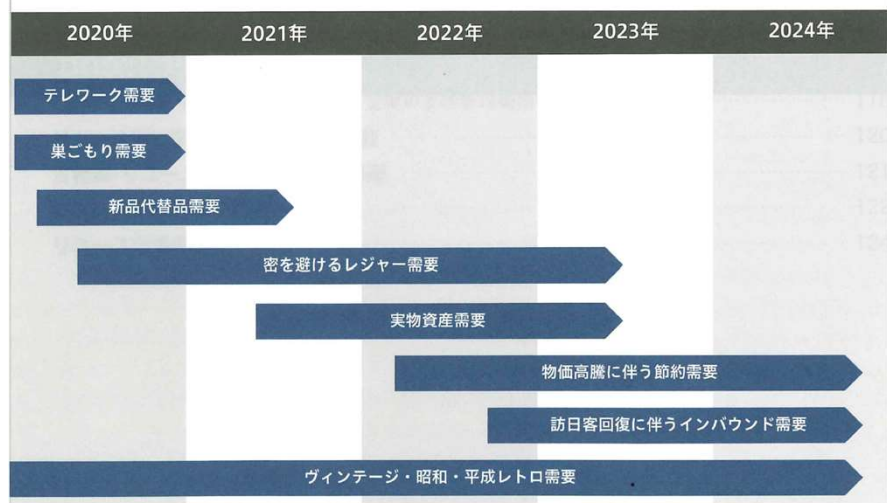 2020年 2021年 2022年 2023年 2024年
テレワーク需要
巣ごもり需要
新品代替品需要
密を避けるレジャー需要
実物資産需要
物価高騰に伴う節約需要
訪日客回復に伴うインバウンド需要
ヴィンテージ・昭和・平成レトロ需要